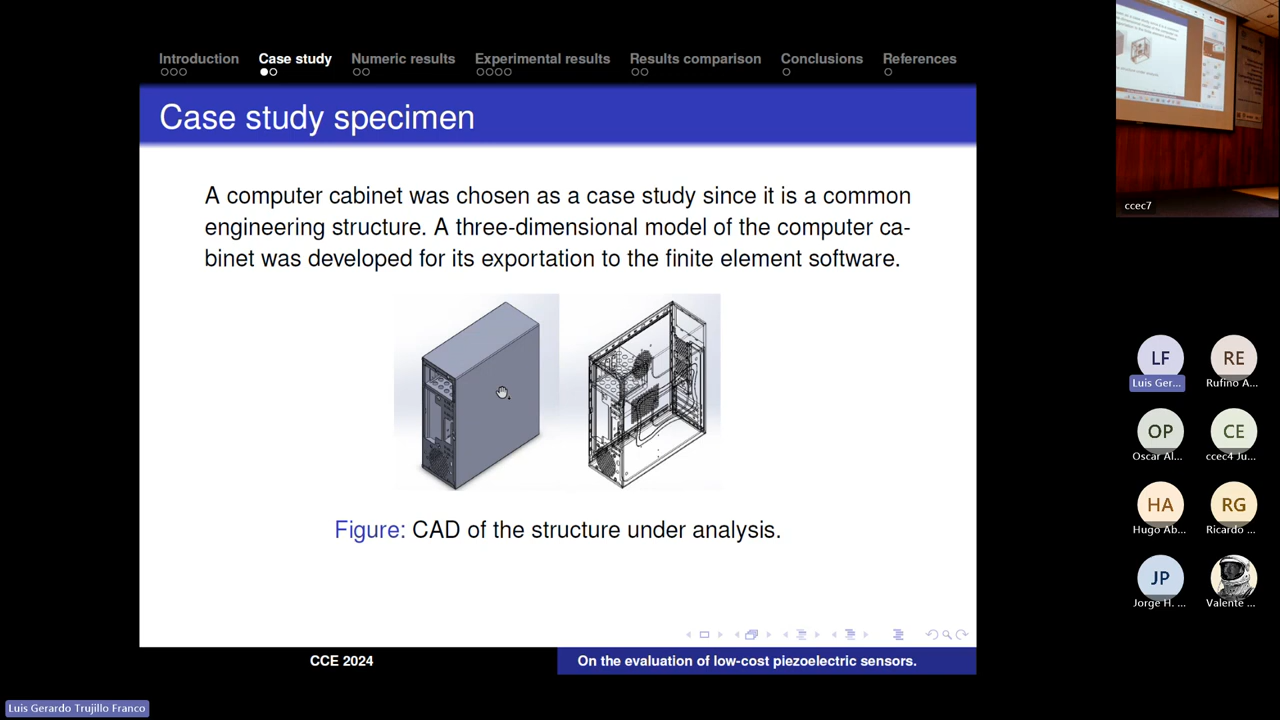 Introduction Case study Numeric results Experimental results Results comparison Conclusions References
Case study specimen
A computer cabinet was chosen as a case study since it is a common
engineering structure. A three-dimensional model of the computer ca-
binet was developed for its exportation to the finite element software.
Figure: CAD of the structure under analysis.
CCE 2024
On the evaluation of low-cost piezoelectric sensors.
Luis Gerardo Trujillo Franco
ccec7
LF
RE
Luis Ger...
Rufino A...
OP
CE
Oscar Al...
ccec4 Ju...
HA
RG
Hugo Ab...
Ricardo ...
JP
Jorge H. ...
Valente ...